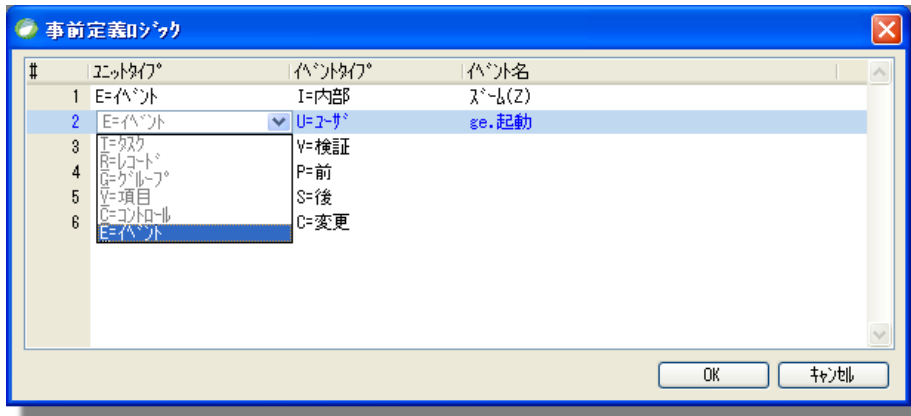 事前定義ﾛｼﾞｯｸ
# ﾕﾆｯﾄﾀｲﾌﾟ ｲﾍﾞﾝﾄﾀｲﾌﾟ ｲﾍﾞﾝﾄ名
1 E=ｲﾍﾞﾝﾄ I=内部 ｽﾞｰﾑ(Z)
2 E=ｲﾍﾞﾝﾄ U=ﾕｰｻﾞ ge.起動
3 V=検証
4 P=前
5 S=後
6 C=変更
T=ﾀｽｸ
R=ﾚｺｰﾄﾞ
G=ｸﾞﾙｰﾌﾟ
V=項目
C=ｺﾝﾄﾛｰﾙ
E=ｲﾍﾞﾝﾄ
OK ｷｬﾝｾﾙ